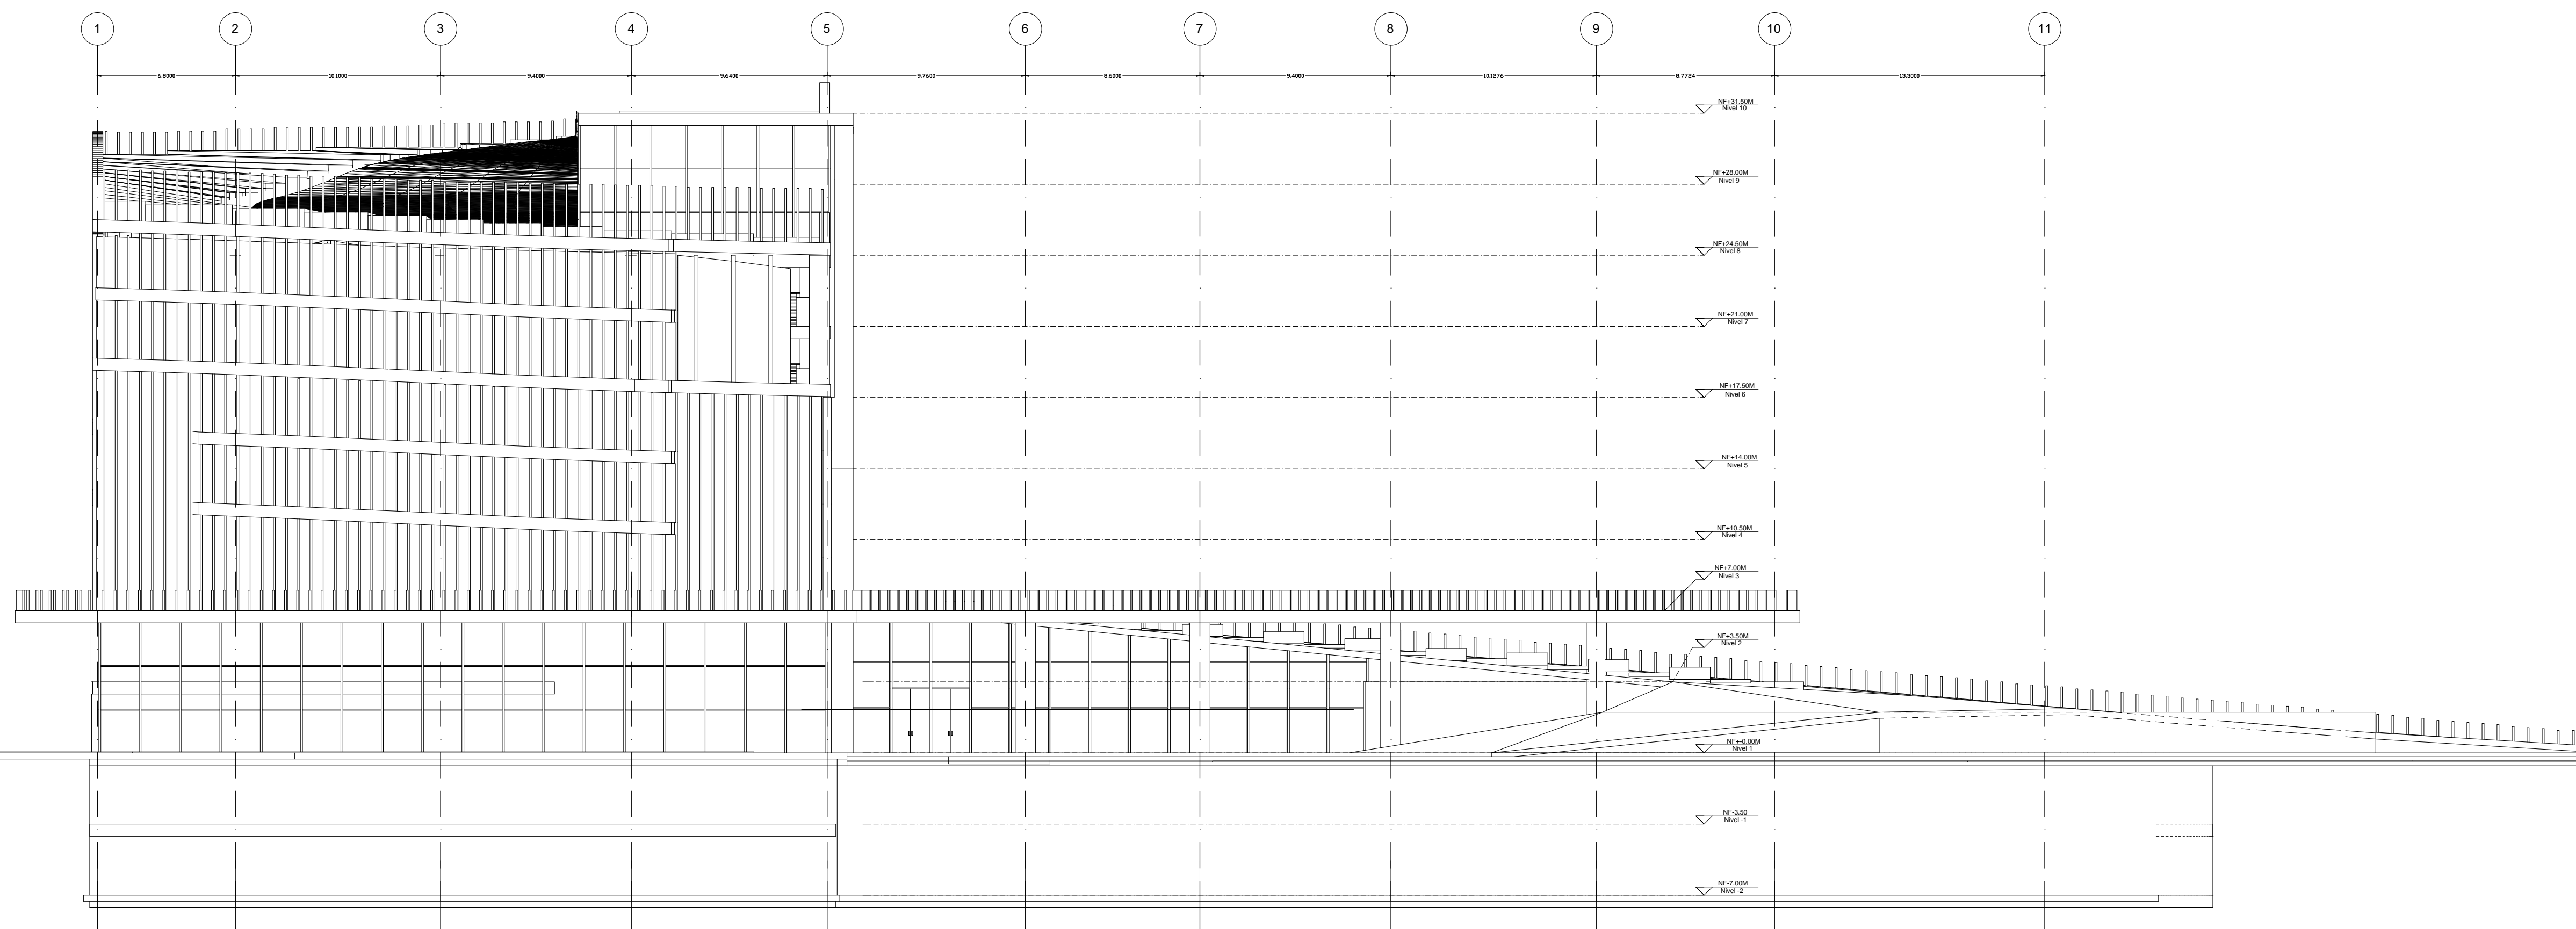 1 2 3 4 5 6 7 8 9 10 11
6.8000 10.1000 9.4000 9.6400 9.7600 8.6000 9.4000 10.1276 8.7724 13.3000
NF+31.50M
Nivel 10
NF+28.00M
Nivel 9
NF+24.50M
Nivel 8
NF+21.00M
Nivel 7
NF+17.50M
Nivel 6
NF+14.00M
Nivel 5
NF+10.50M
Nivel 4
NF+7.00M
Nivel 3
NF+3.50M
Nivel 2
NF+-0.00M
Nivel 1
NF-3.50
Nivel -1
NF-7.00M
Nivel -2